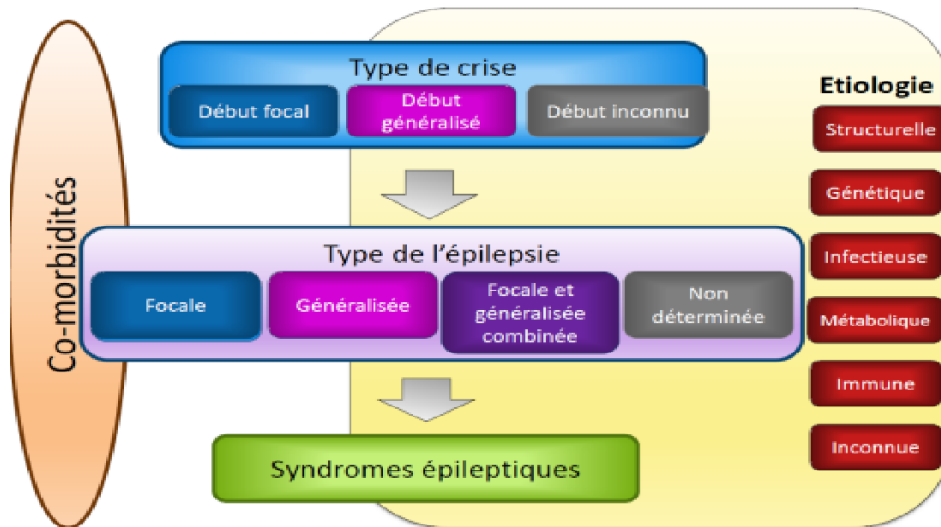 Co-morbidités
Type de crise
Début focal
Début
généralisé
Début inconnu
Type de l'épilepsie
Focale
Généralisée
Focale et
généralisée
combinée
Non
déterminée
Syndromes épileptiques
Etiologie
Structurelle
Génétique
Infectieuse
Métabolique
Immune
Inconnue